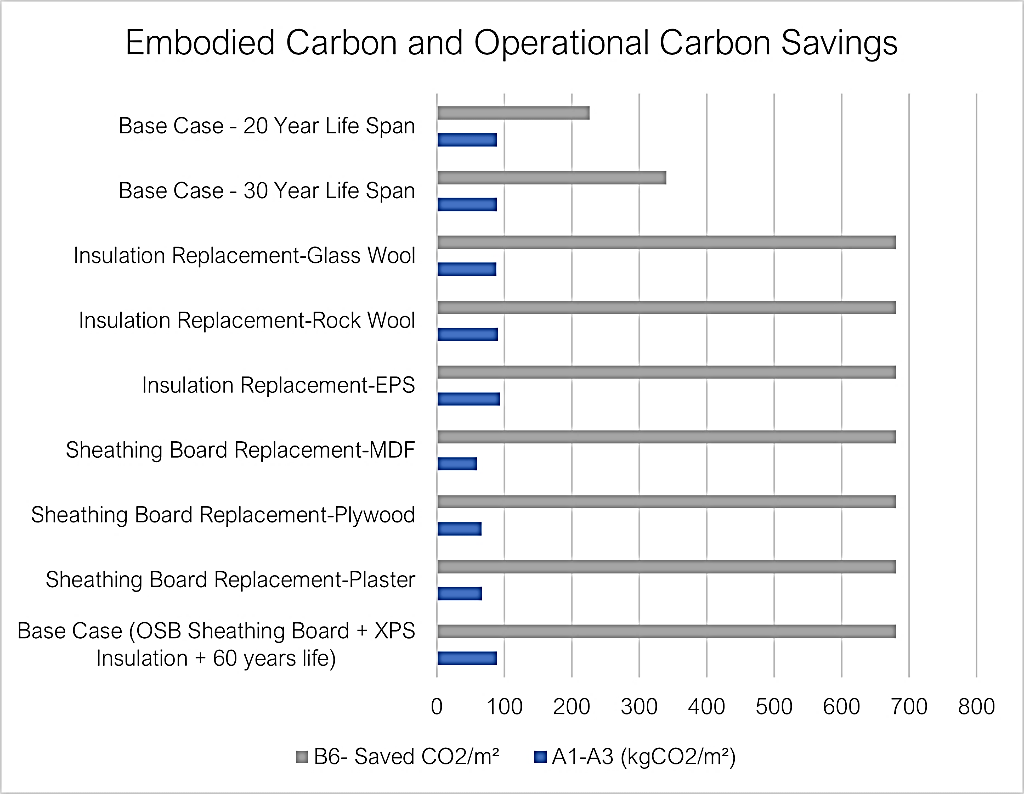 Embodied Carbon and Operational Carbon Savings
Base Case - 20 Year Life Span
Base Case - 30 Year Life Span
Insulation Replacement-Glass Wool
Insulation Replacement-Rock Wool
Insulation Replacement-EPS
Sheathing Board Replacement-MDF
Sheathing Board Replacement-Plywood
Sheathing Board Replacement-Plaster
Base Case (OSB Sheathing Board + XPS
Insulation + 60 years life)
0 100 200 300 400 500 600 700 800
B6- Saved CO2/m² A1-A3 (kgCO2/m²)